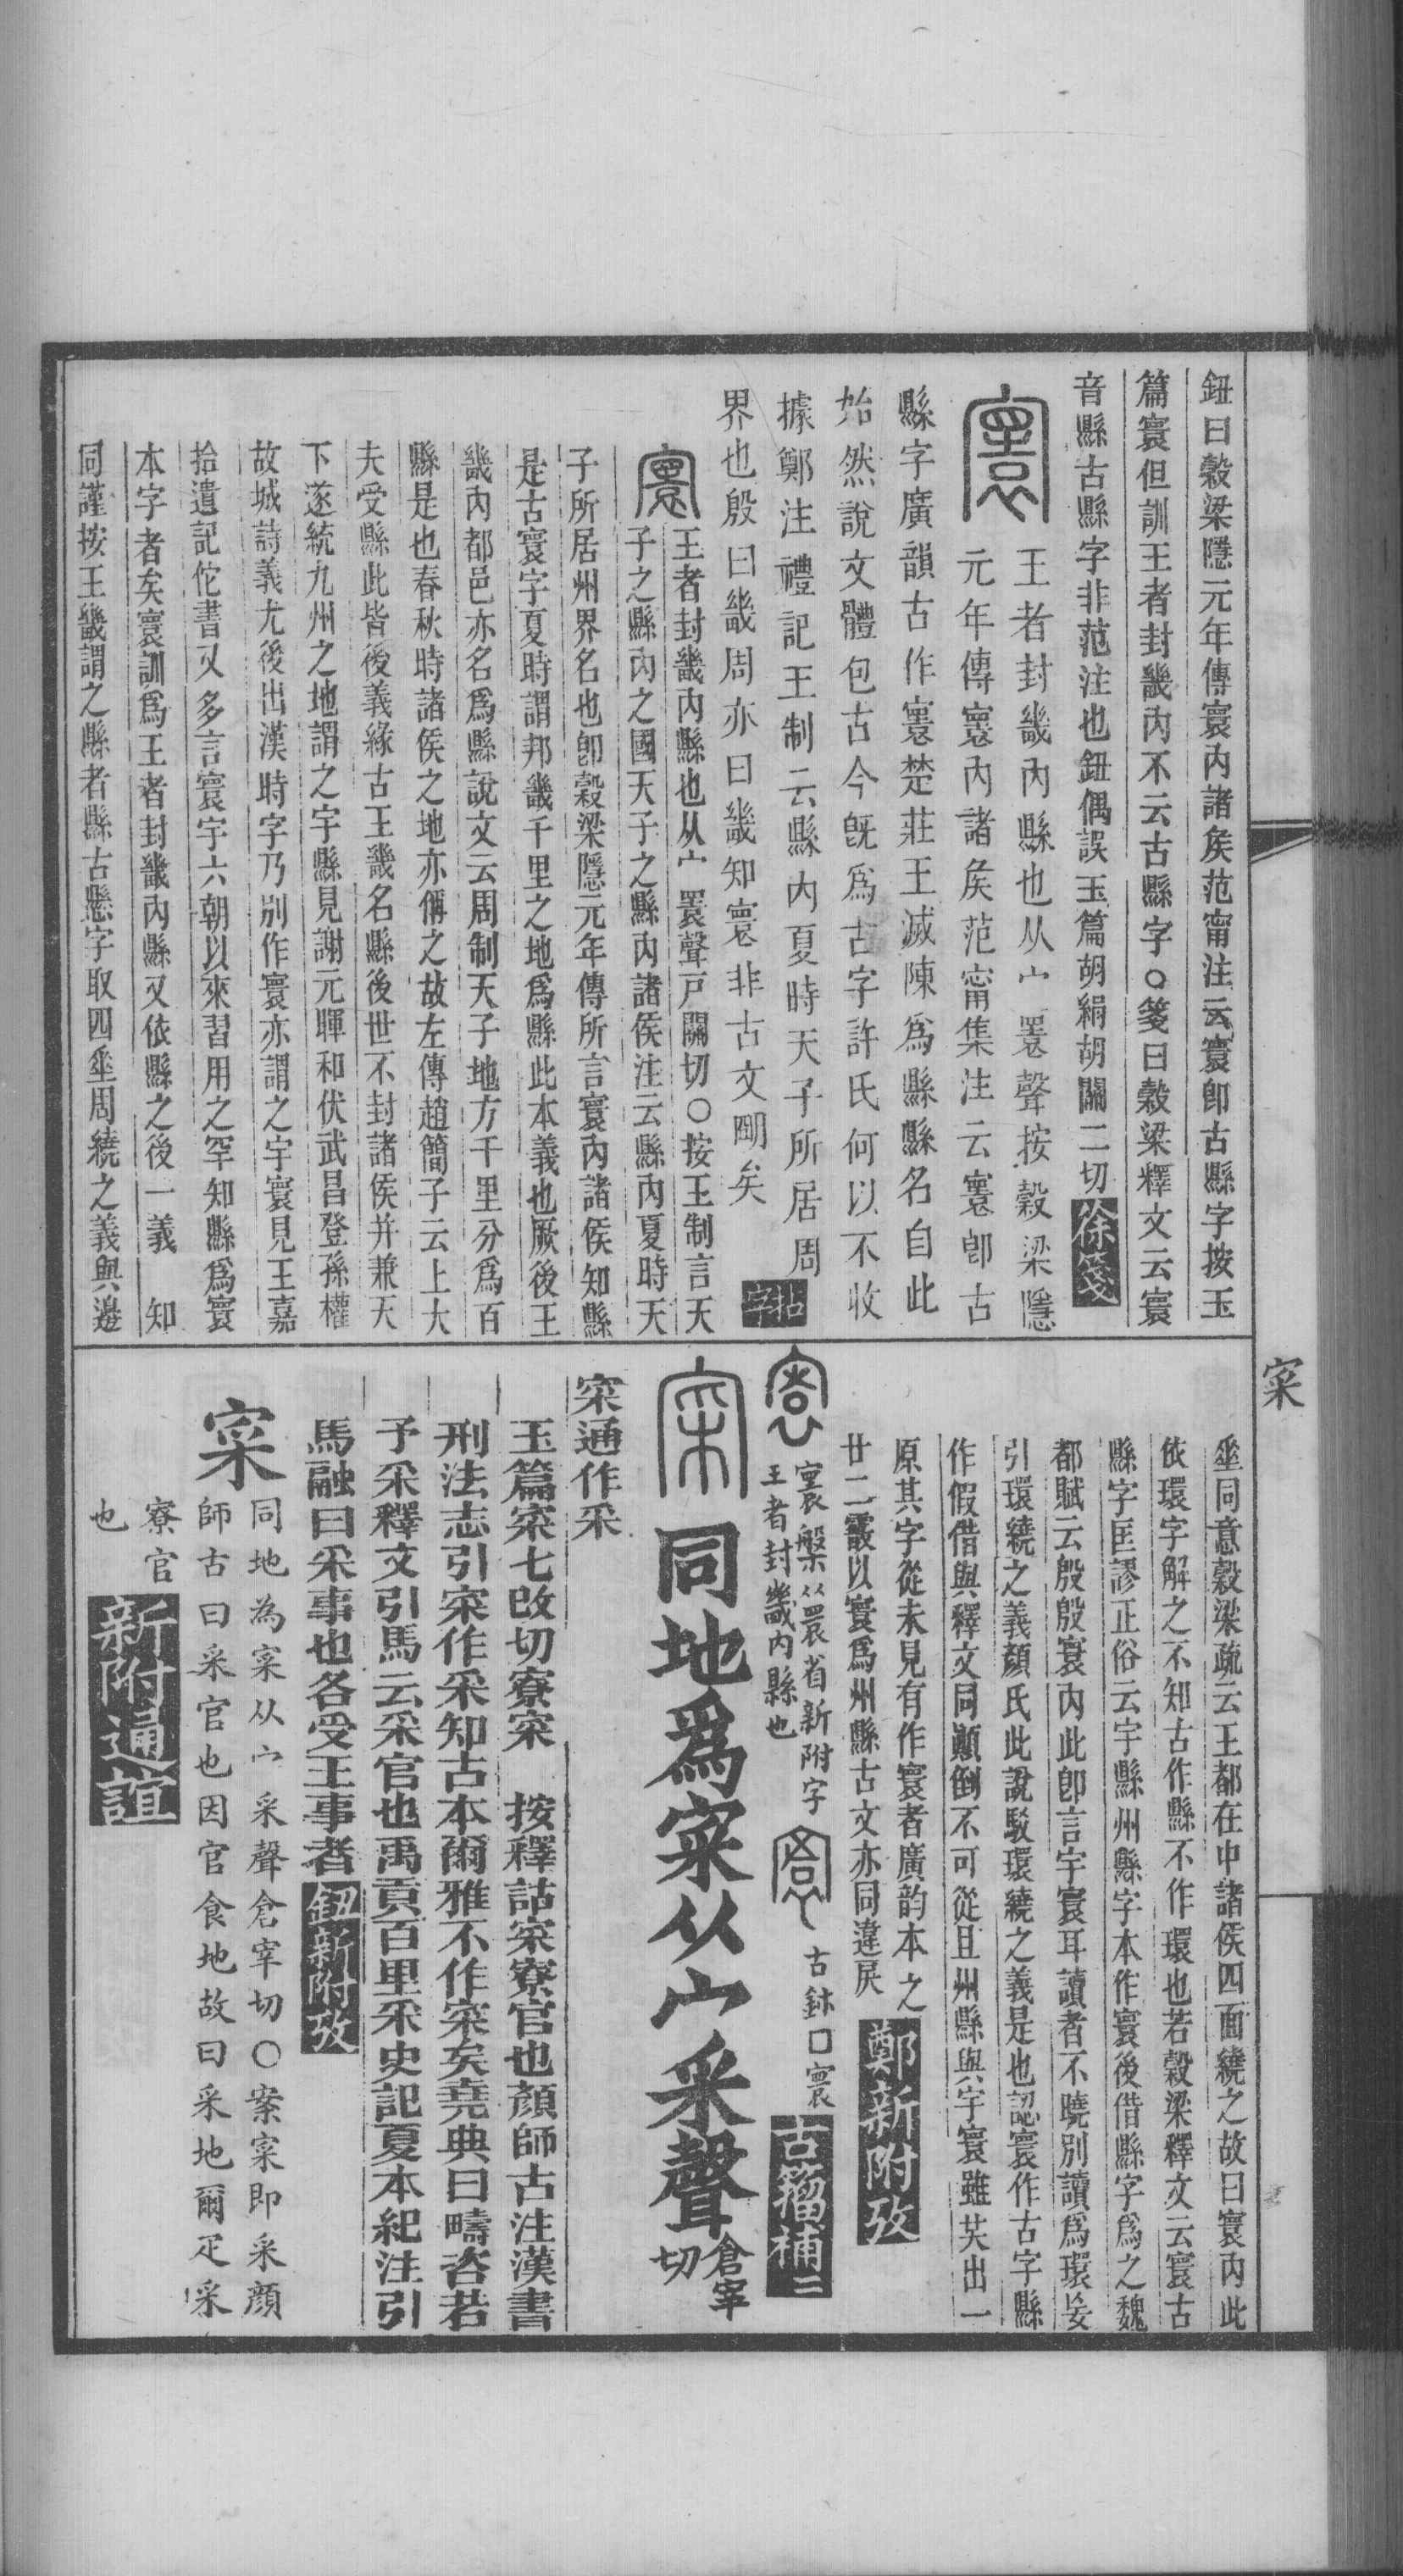 鈕曰穀梁隱元年傳寰内諸矦范甯注云寰卽古縣字按玉
篇寰但訓王者封畿内不云古縣字○箋曰穀梁釋文云寰
音縣古縣字非范注也鈕偶誤玉篇胡絹胡關二切徐箋
寰王者封畿內縣也从宀瞏聲按穀梁隱
元年傳寰內諸矦范甯集注云寰卽古
縣字廣韻古作寰楚莊王滅陳爲縣縣名自此
始然說文體包古今旣爲古字許氏何以不收
據鄭注禮記王制云縣内夏時天子所居周
界也殷曰畿周亦曰畿知寰非古文朙矣拈字
寰王者封畿内縣也从宀瞏聲戸關切○按王制言天
子之縣内之國天子之縣内諸侯注云縣内夏時天
子所居州界名也卽穀梁隱元年傳所言寰内諸侯知縣
是古寰字夏時謂邦畿千里之地爲縣此本義也厥後王
畿内都邑亦名爲縣說文云周制天子地方千里分爲百
縣是也春秋時諸侯之地亦偁之故左傳趙簡子云上大
夫受縣此皆後義緣古王畿名縣後世不封諸侯并兼天
下遂統九州之地謂之宇縣見謝元暉和伏武昌登孫權
故城詩義尤後出漢時字乃別作寰亦謂之宇寰見王嘉
拾遺記佗書又多言寰宇六朝以來習用之罕知縣爲寰
本字者矣寰訓爲王者封畿内縣又依縣之後一義 知
同謹按王畿謂之縣者縣古懸字取四垂周繞之義與邊
寀
垂同意穀梁疏云王都在中諸侯四面繞之故曰寰内此
依環字解之不知古作縣不作環也若穀梁釋文云寰古
縣字匡謬正俗云宇縣州縣字本作寰後借縣字爲之魏
都賦云殷殷寰内此卽言宇寰耳讀者不曉別讀爲環妄
引環繞之義顏氏此說駁環繞之義是也認寰作古字縣
作假借與釋文同顚倒不可從且州縣與宇寰雖共出一
原其字從未見有作寰者廣韵本之
廿二霰以寰爲州縣古文亦同違戾鄭新附攷
寰槃从睘省新附字
王者封畿内縣也
古鉢□寰古籀補二
寀同地爲寀从宀采聲倉宰切
寀通作采
玉篇寀七改切寮寀 按釋詁寀寮官也顏師古注漢書
刑法志引寀作采知古本爾雅不作寀矣堯典曰疇咨若
予采釋文引馬云采官也禹貢百里采史記夏本紀注引
馬融曰采事也各受王事者鈕新附攷
寀同地為寀从宀采聲倉宰切○案寀即采顏
師古曰采官也因官食地故曰采地爾疋采
寮官
也新附通誼